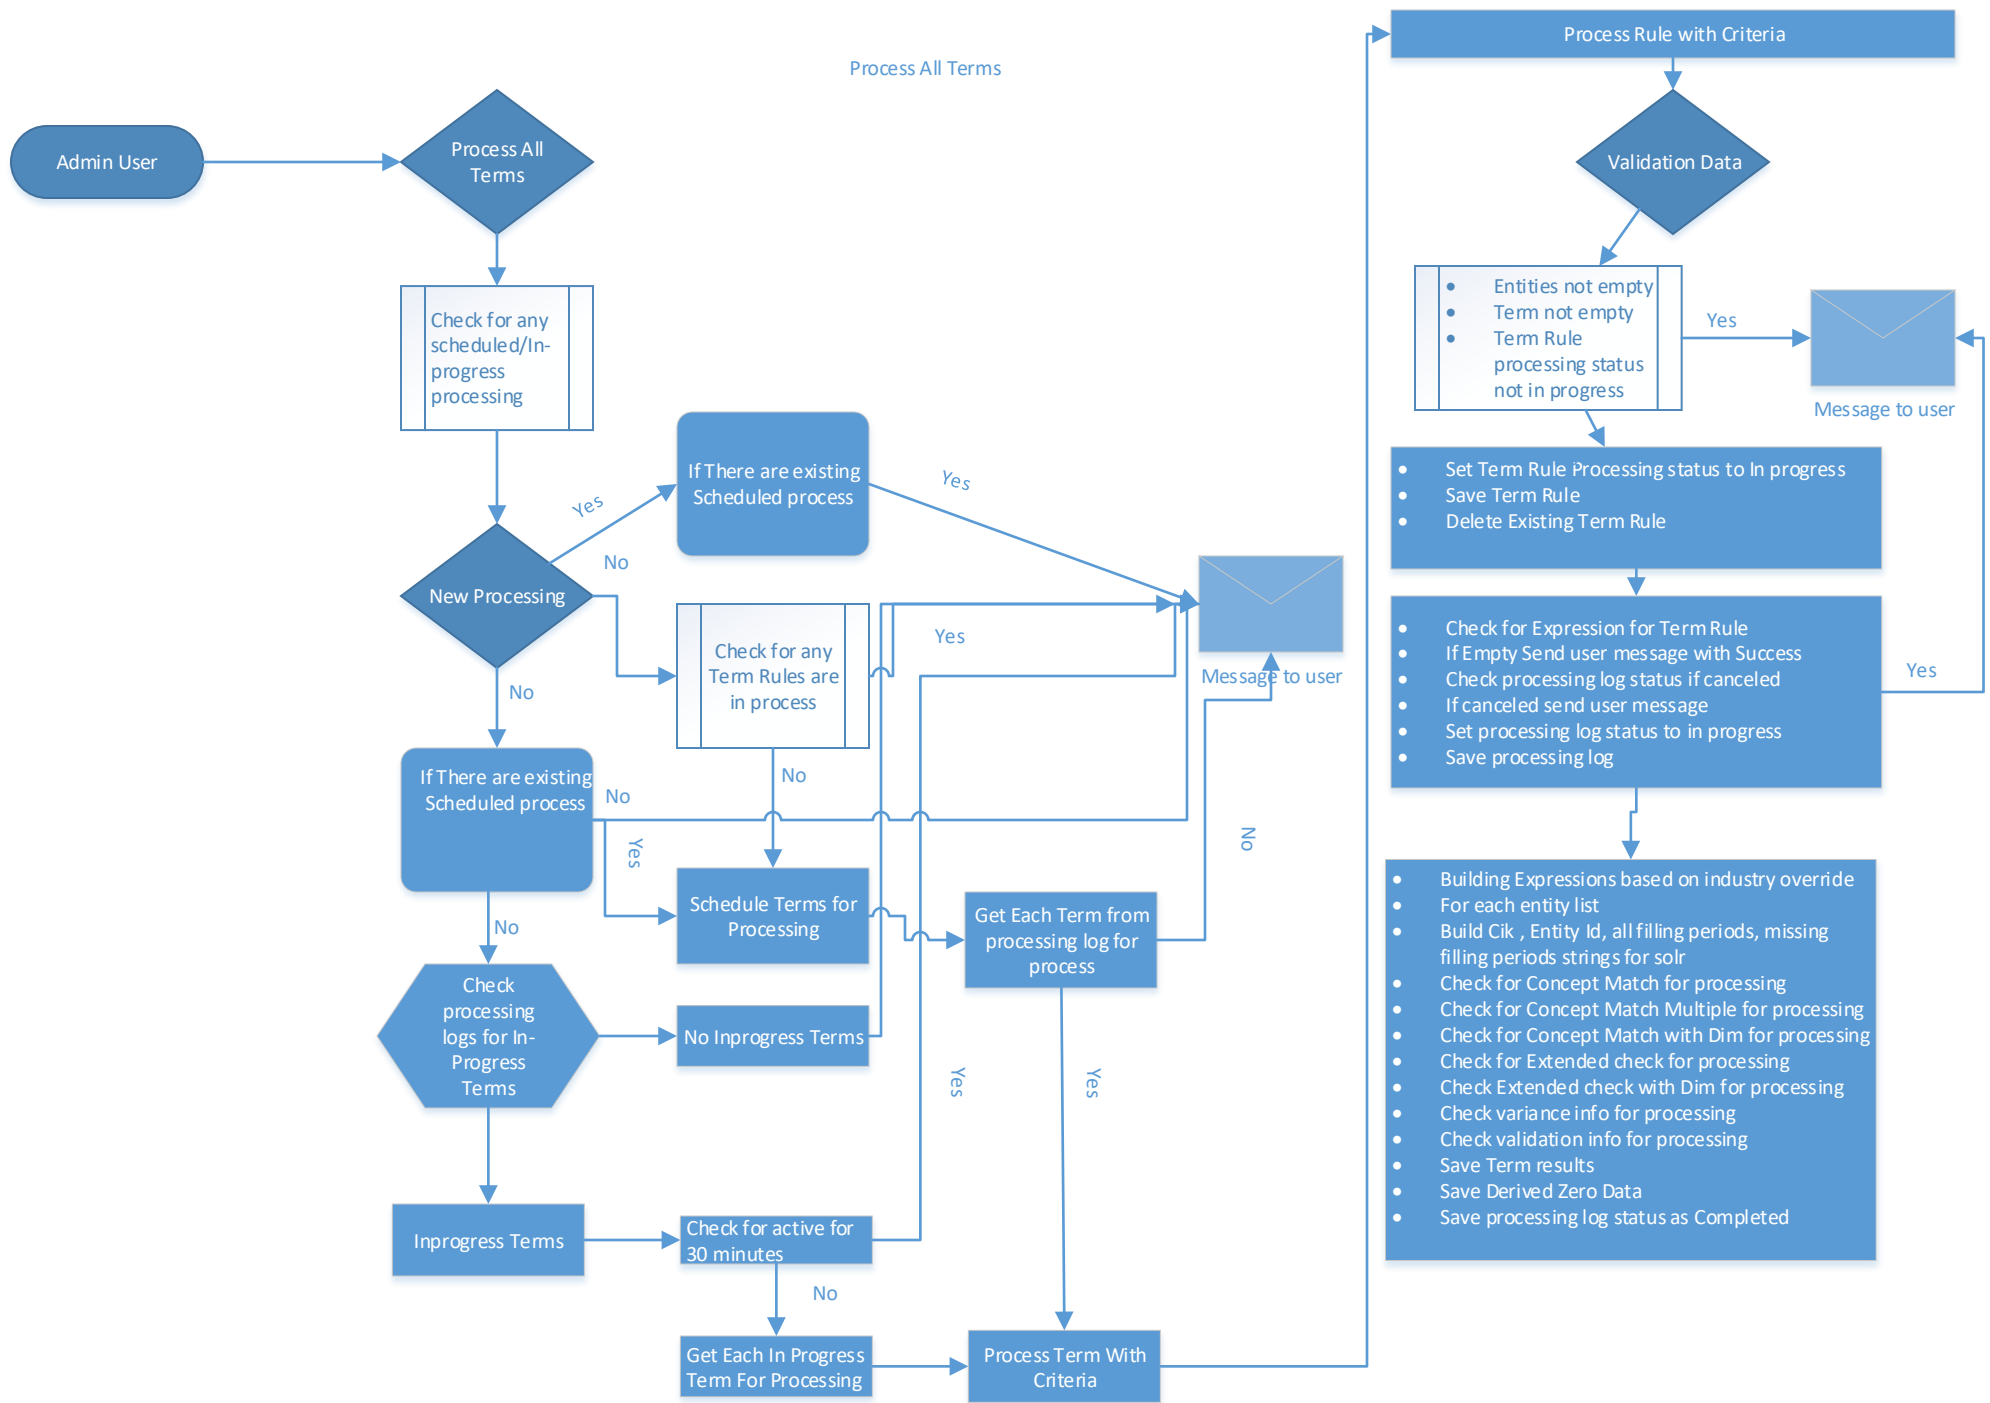 Process All Terms
Admin User
Process All
Terms
Check for any
scheduled/In-
progress
processing
New Processing
Yes
No
No
If There are existing
Scheduled process
Yes
Check for any
Term Rules are
in process
Yes
No
Message to user
If There are existing
Scheduled process
No
Yes
No
Schedule Terms for
Processing
Get Each Term from
processing log for
process
No
Check
processing
logs for In-
Progress
Terms
No Inprogress Terms
Yes
Yes
Inprogress Terms
Check for active for
30 minutes
No
Get Each In Progress
Term For Processing
Process Term With
Criteria
Process Rule with Criteria
Validation Data
• Entities not empty
• Term not empty
• Term Rule
processing status
not in progress
Yes
Message to user
• Set Term Rule Processing status to In progress
• Save Term Rule
• Delete Existing Term Rule
• Check for Expression for Term Rule
• If Empty Send user message with Success
• Check processing log status if canceled
• If canceled send user message
• Set processing log status to in progress
• Save processing log
Yes
• Building Expressions based on industry override
• For each entity list
• Build Cik , Entity Id, all filling periods, missing
filling periods strings for solr
• Check for Concept Match for processing
• Check for Concept Match Multiple for processing
• Check for Concept Match with Dim for processing
• Check for Extended check for processing
• Check Extended check with Dim for processing
• Check variance info for processing
• Check validation info for processing
• Save Term results
• Save Derived Zero Data
• Save processing log status as Completed